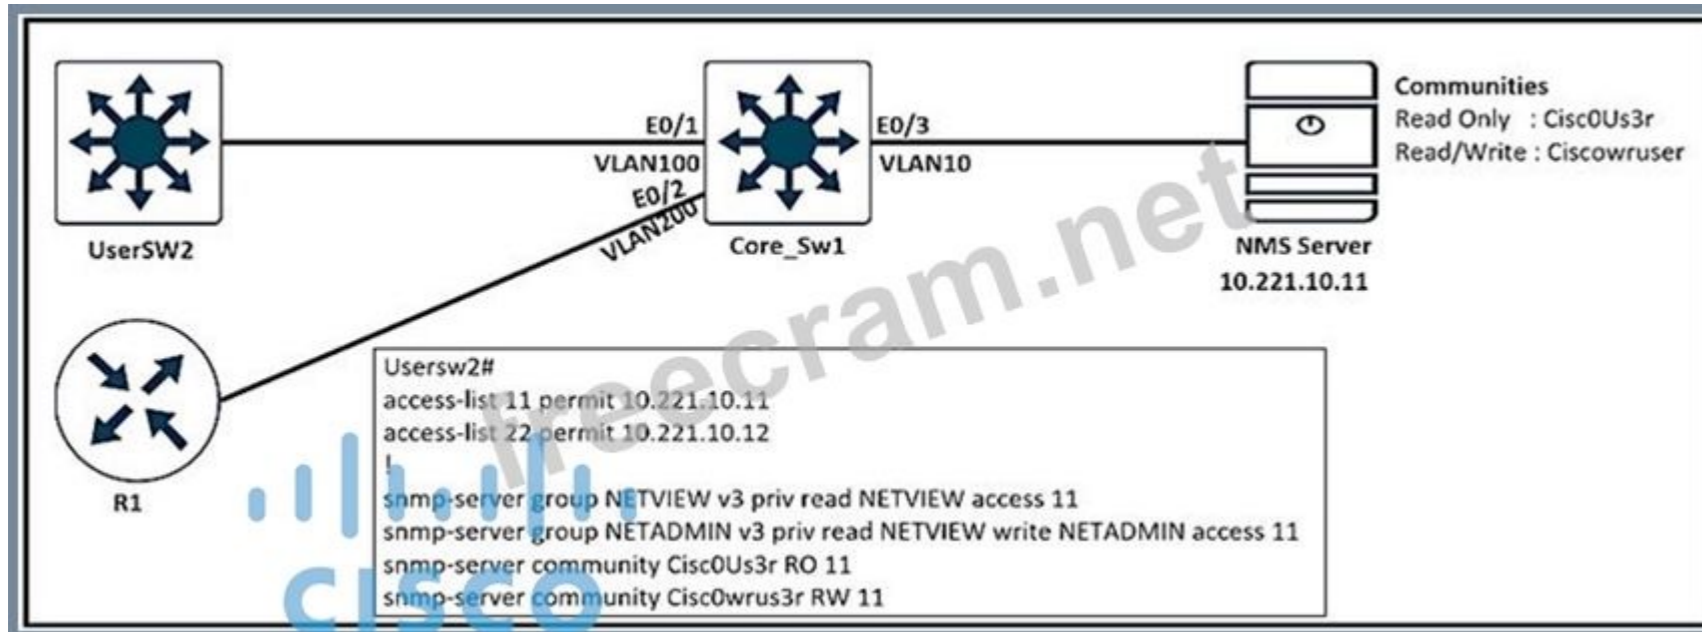 E0/1
E0/3
VLAN100
VLAN10
E0/2
VLAN200
UserSW2
Core_Sw1
NMS Server
10.221.10.11
Communities
Read Only : Cisc0Us3r
Read/Write : Ciscowruser
R1
Usersw2#
access-list 11 permit 10.221.10.11
access-list 22 permit 10.221.10.12
!
snmp-server group NETVIEW v3 priv read NETVIEW access 11
snmp-server group NETADMIN v3 priv read NETVIEW write NETADMIN access 11
snmp-server community Cisc0Us3r RO 11
snmp-server community Cisc0wrus3r RW 11
freecram.net
CISCO